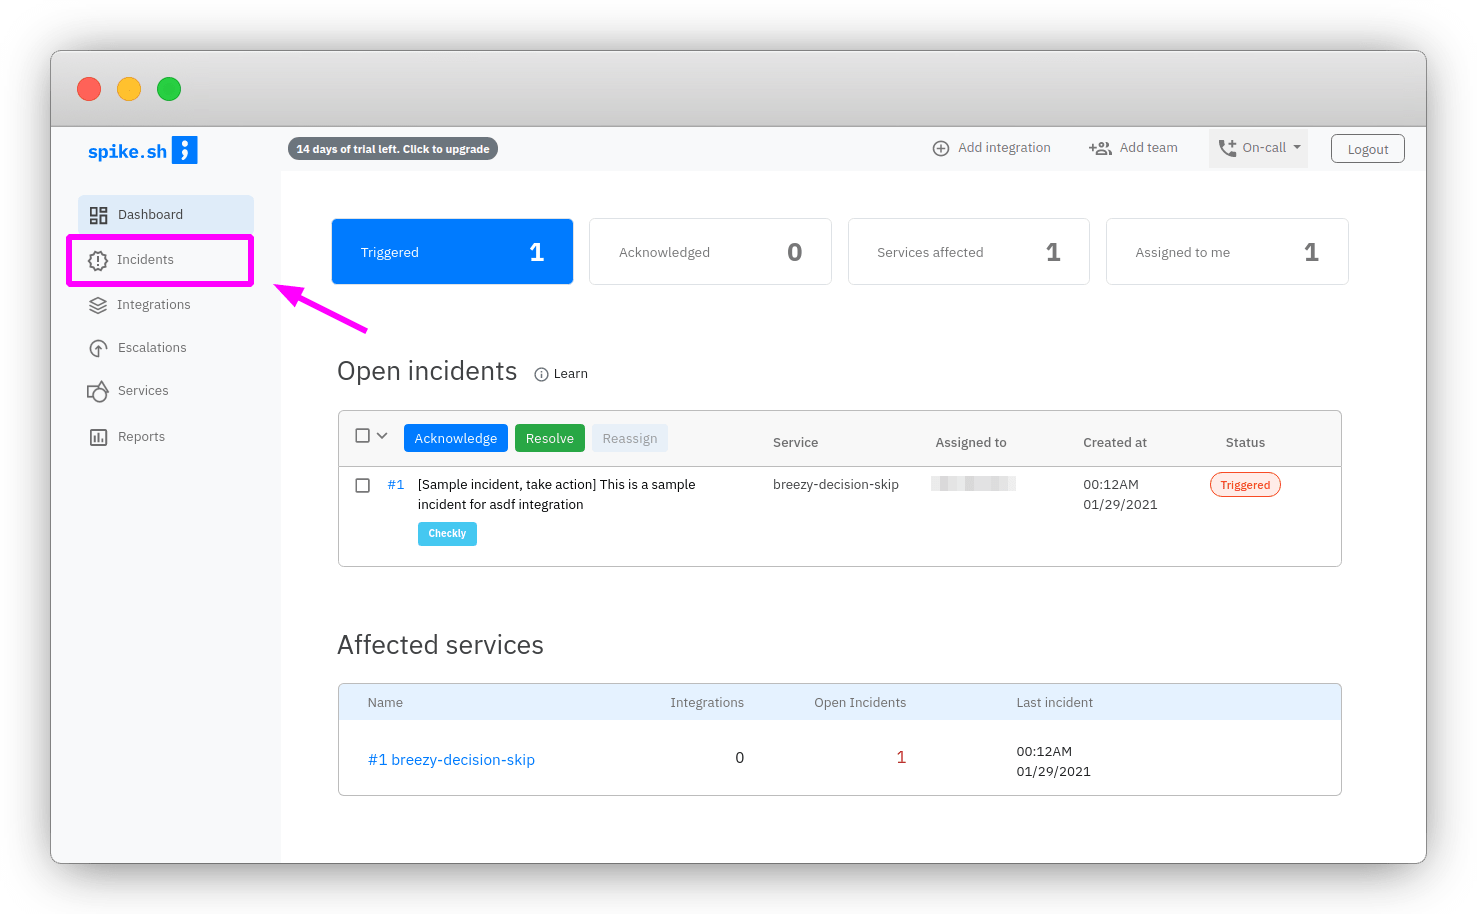 spike.sh
14 days of trial left. Click to upgrade
Add integration
Add team
On-call
Logout
Dashboard
Incidents
Integrations
Escalations
Services
Reports
Triggered 1
Acknowledged 0
Services affected 1
Assigned to me 1
Open incidents
Learn
Acknowledge Resolve Reassign Service Assigned to Created at Status
#1 [Sample incident, take action] This is a sample breezy-decision-skip 00:12AM Triggered
incident for asdf integration 01/29/2021
Checkly
Affected services
Name Integrations Open Incidents Last incident
#1 breezy-decision-skip 0 1 00:12AM
01/29/2021